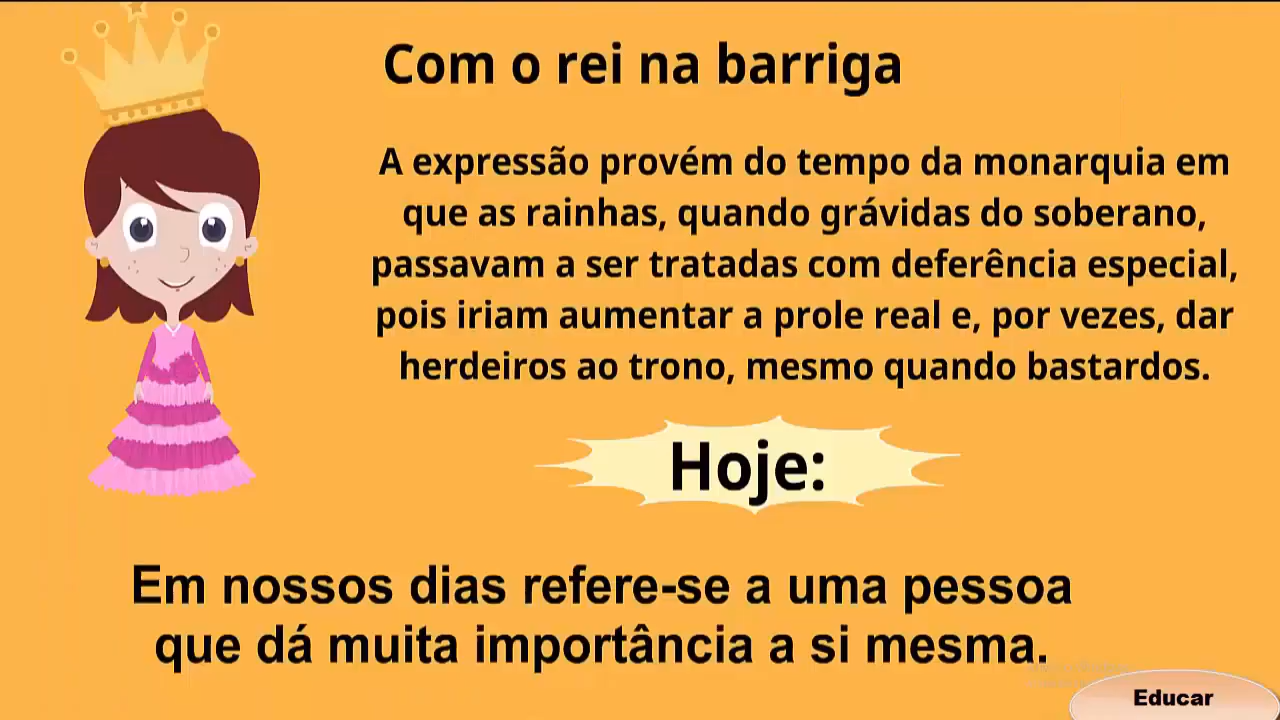 Com o rei na barriga
A expressão provém do tempo da monarquia em
que as rainhas, quando grávidas do soberano,
passavam a ser tratadas com deferência especial,
pois iriam aumentar a prole real e, por vezes, dar
herdeiros ao trono, mesmo quando bastardos.
Hoje:
Em nossos dias refere-se a uma pessoa
que dá muita importância a si mesma.
Educar